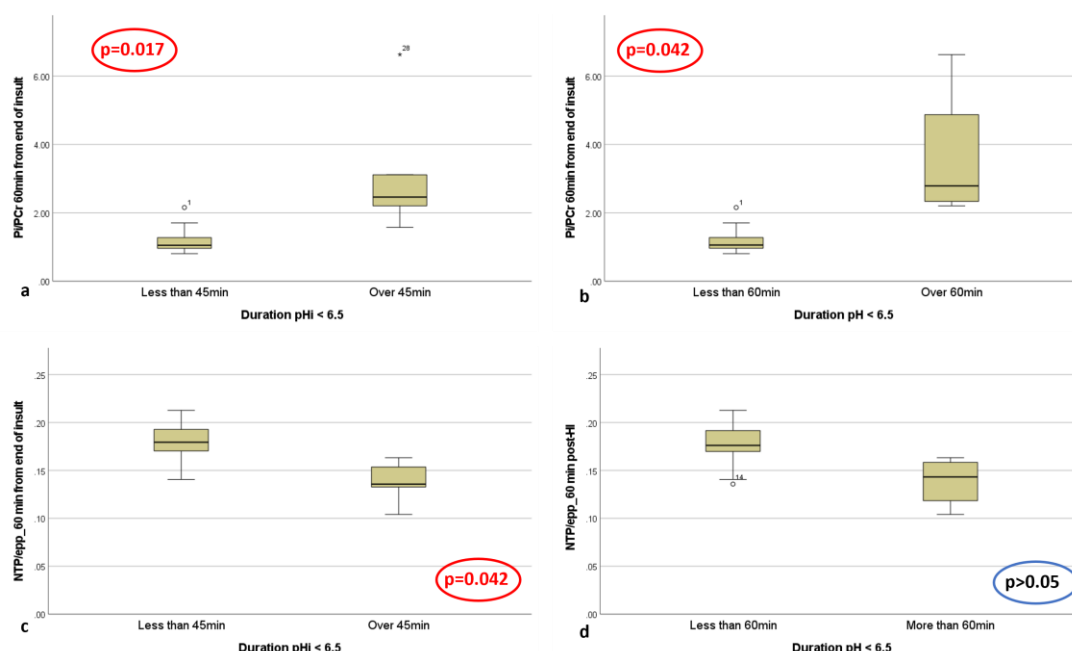 p=0.017
*28
Pi/PCr 60min from end of insult
6.00
4.00
2.00
.00
1
a
Less than 45min
Over 45min
Duration pHi < 6.5
p=0.042
Pi/PCr 60min from end of insult
6.00
4.00
2.00
.00
1
b
Less than 60min
Over 60min
Duration pH < 6.5
NTP/epp_60 min from end of insult
.25
.20
.15
.10
.05
.00
p=0.042
c
Less than 45min
Over 45min
Duration pHi < 6.5
NTP/epp_60 min post-HI
.25
.20
.15
.10
.05
.00
14
p>0.05
d
Less than 60min
More than 60min
Duration pH < 6.5